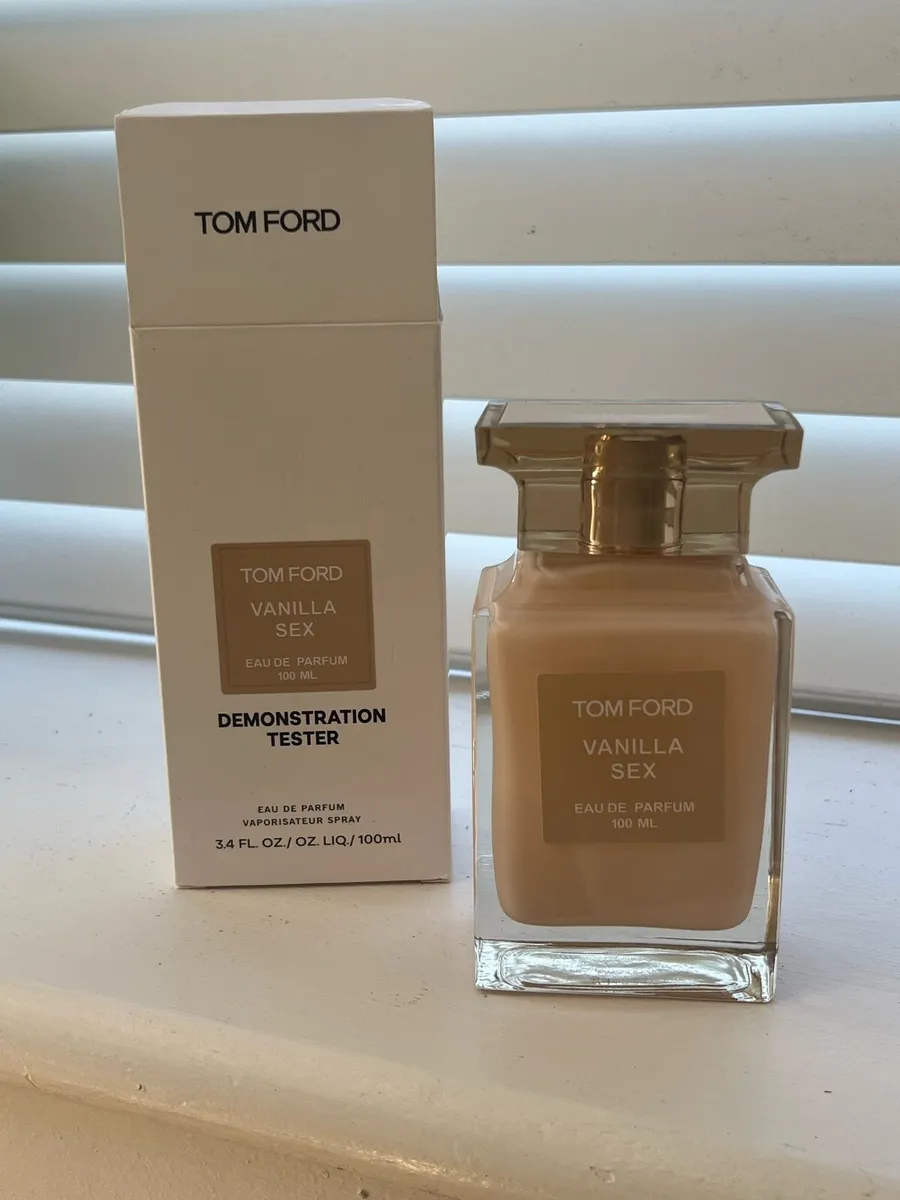 TOM FORD
TOM FORD
VANILLA
SEX
EAU DE PARFUM
100 ML
DEMONSTRATION
TESTER
EAU DE PARFUM
VAPORISATEUR SPRAY
3.4 FL. OZ./ OZ. LIQ./ 100ml
TOM FORD
VANILLA
SEX
EAU DE PARFUM
100 ML